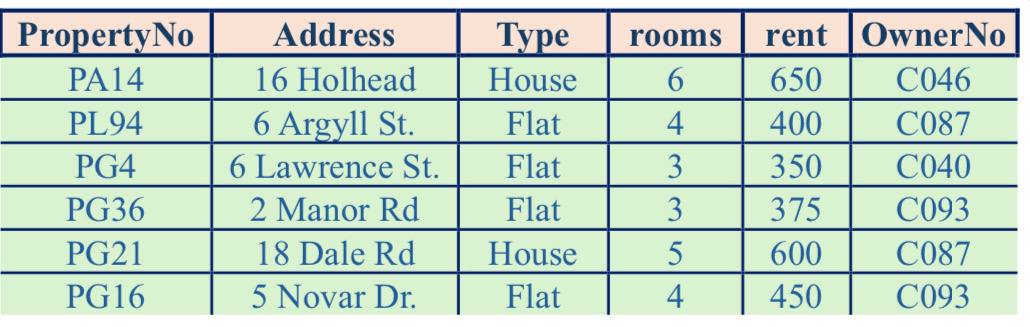 PropertyNo Address Type rooms rent OwnerNo
PA14 16 Holhead House 6 650 C046
PL94 6 Argyll St. Flat 4 400 C087
PG4 6 Lawrence St. Flat 3 350 C040
PG36 2 Manor Rd Flat 3 375 C093
PG21 18 Dale Rd House 5 600 C087
PG16 5 Novar Dr. Flat 4 450 C093